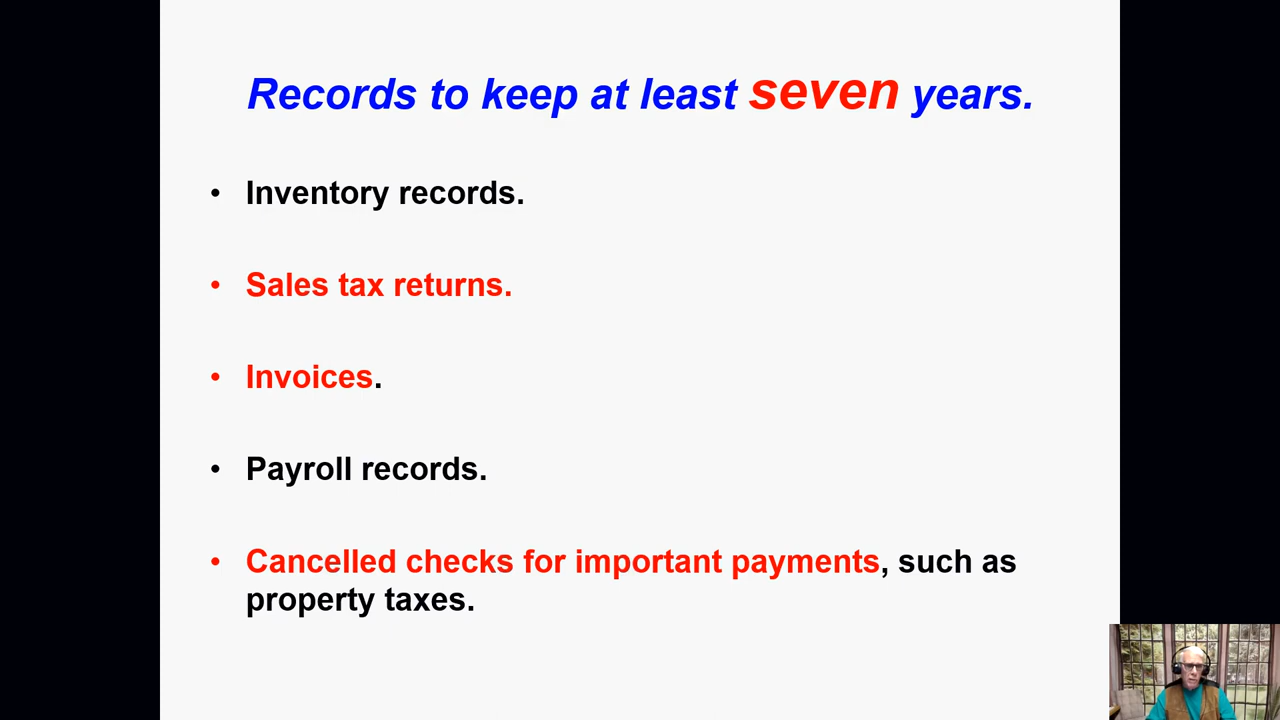 Records to keep at least seven years.
• Inventory records.
• Sales tax returns.
• Invoices.
• Payroll records.
• Cancelled checks for important payments, such as
property taxes.